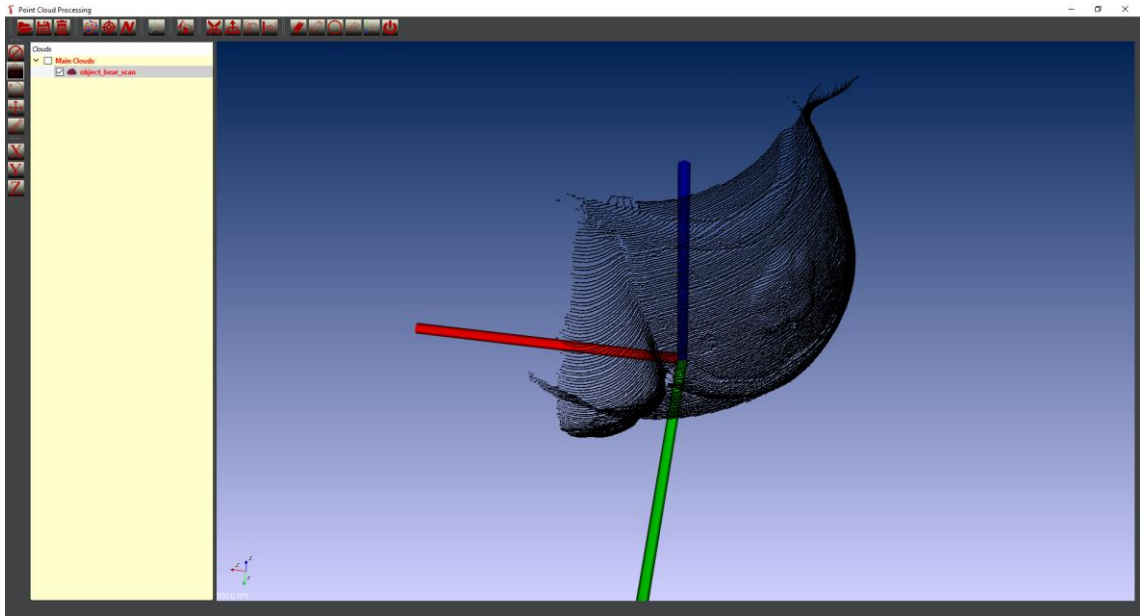 Point Cloud Processing
Clouds
Main Clouds
object_bear_scan
X
Y
Z